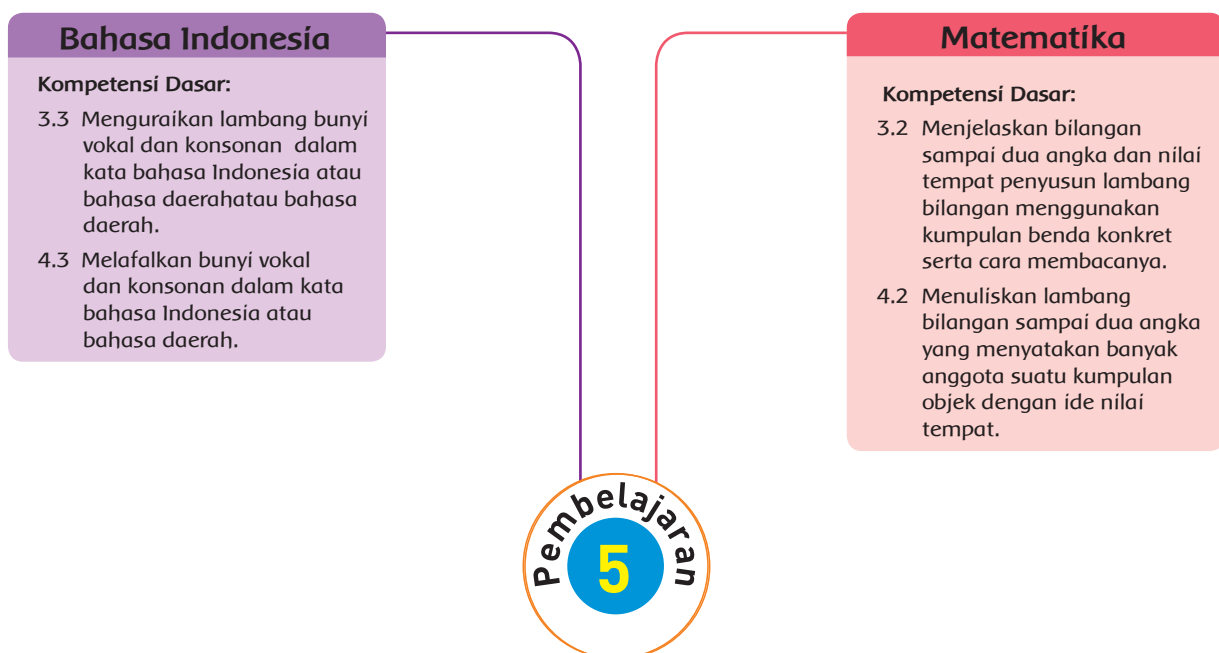 Bahasa Indonesia
Kompetensi Dasar:
3.3 Menguraikan lambang bunyi
vokal dan konsonan dalam
kata bahasa Indonesia atau
bahasa daerahatau bahasa
daerah.
4.3 Melafalkan bunyi vokal
dan konsonan dalam kata
bahasa Indonesia atau
bahasa daerah.
Matematika
Kompetensi Dasar:
3.2 Menjelaskan bilangan
sampai dua angka dan nilai
tempat penyusun lambang
bilangan menggunakan
kumpulan benda konkret
serta cara membacanya.
4.2 Menuliskan lambang
bilangan sampai dua angka
yang menyatakan banyak
anggota suatu kumpulan
objek dengan ide nilai
tempat.
Pembelajaran
5